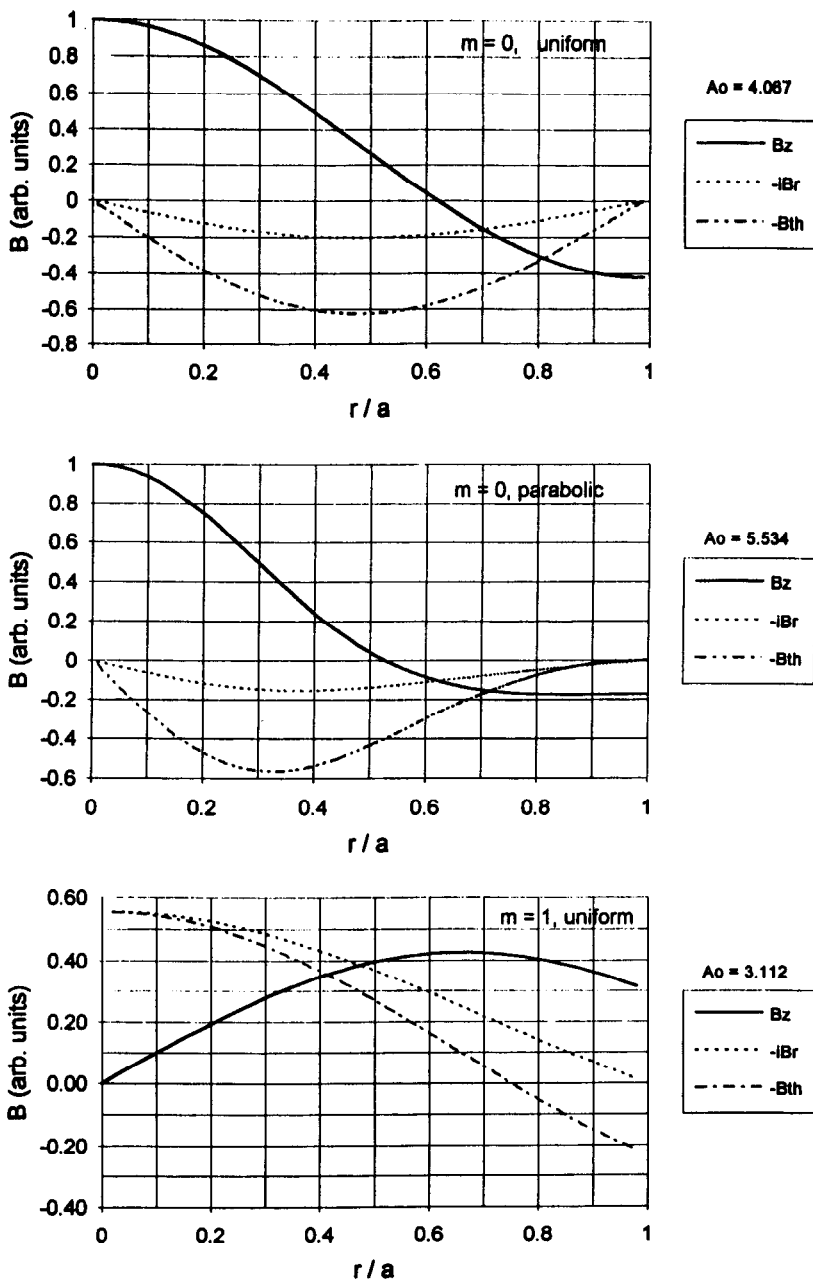 m = 0, uniform
Ao = 4.067
Bz
-iBr
-Bth
B (arb. units)
1
0.8
0.6
0.4
0.2
0
-0.2
-0.4
-0.6
-0.8
0 0.2 0.4 0.6 0.8 1
r / a
m = 0, parabolic
Ao = 5.534
Bz
-iBr
-Bth
B (arb. units)
1
0.8
0.6
0.4
0.2
0
-0.2
-0.4
-0.6
0 0.2 0.4 0.6 0.8 1
r / a
m = 1, uniform
Ao = 3.112
Bz
-iBr
-Bth
B (arb. units)
0.60
0.40
0.20
0.00
-0.20
-0.40
0 0.2 0.4 0.6 0.8 1
r / a